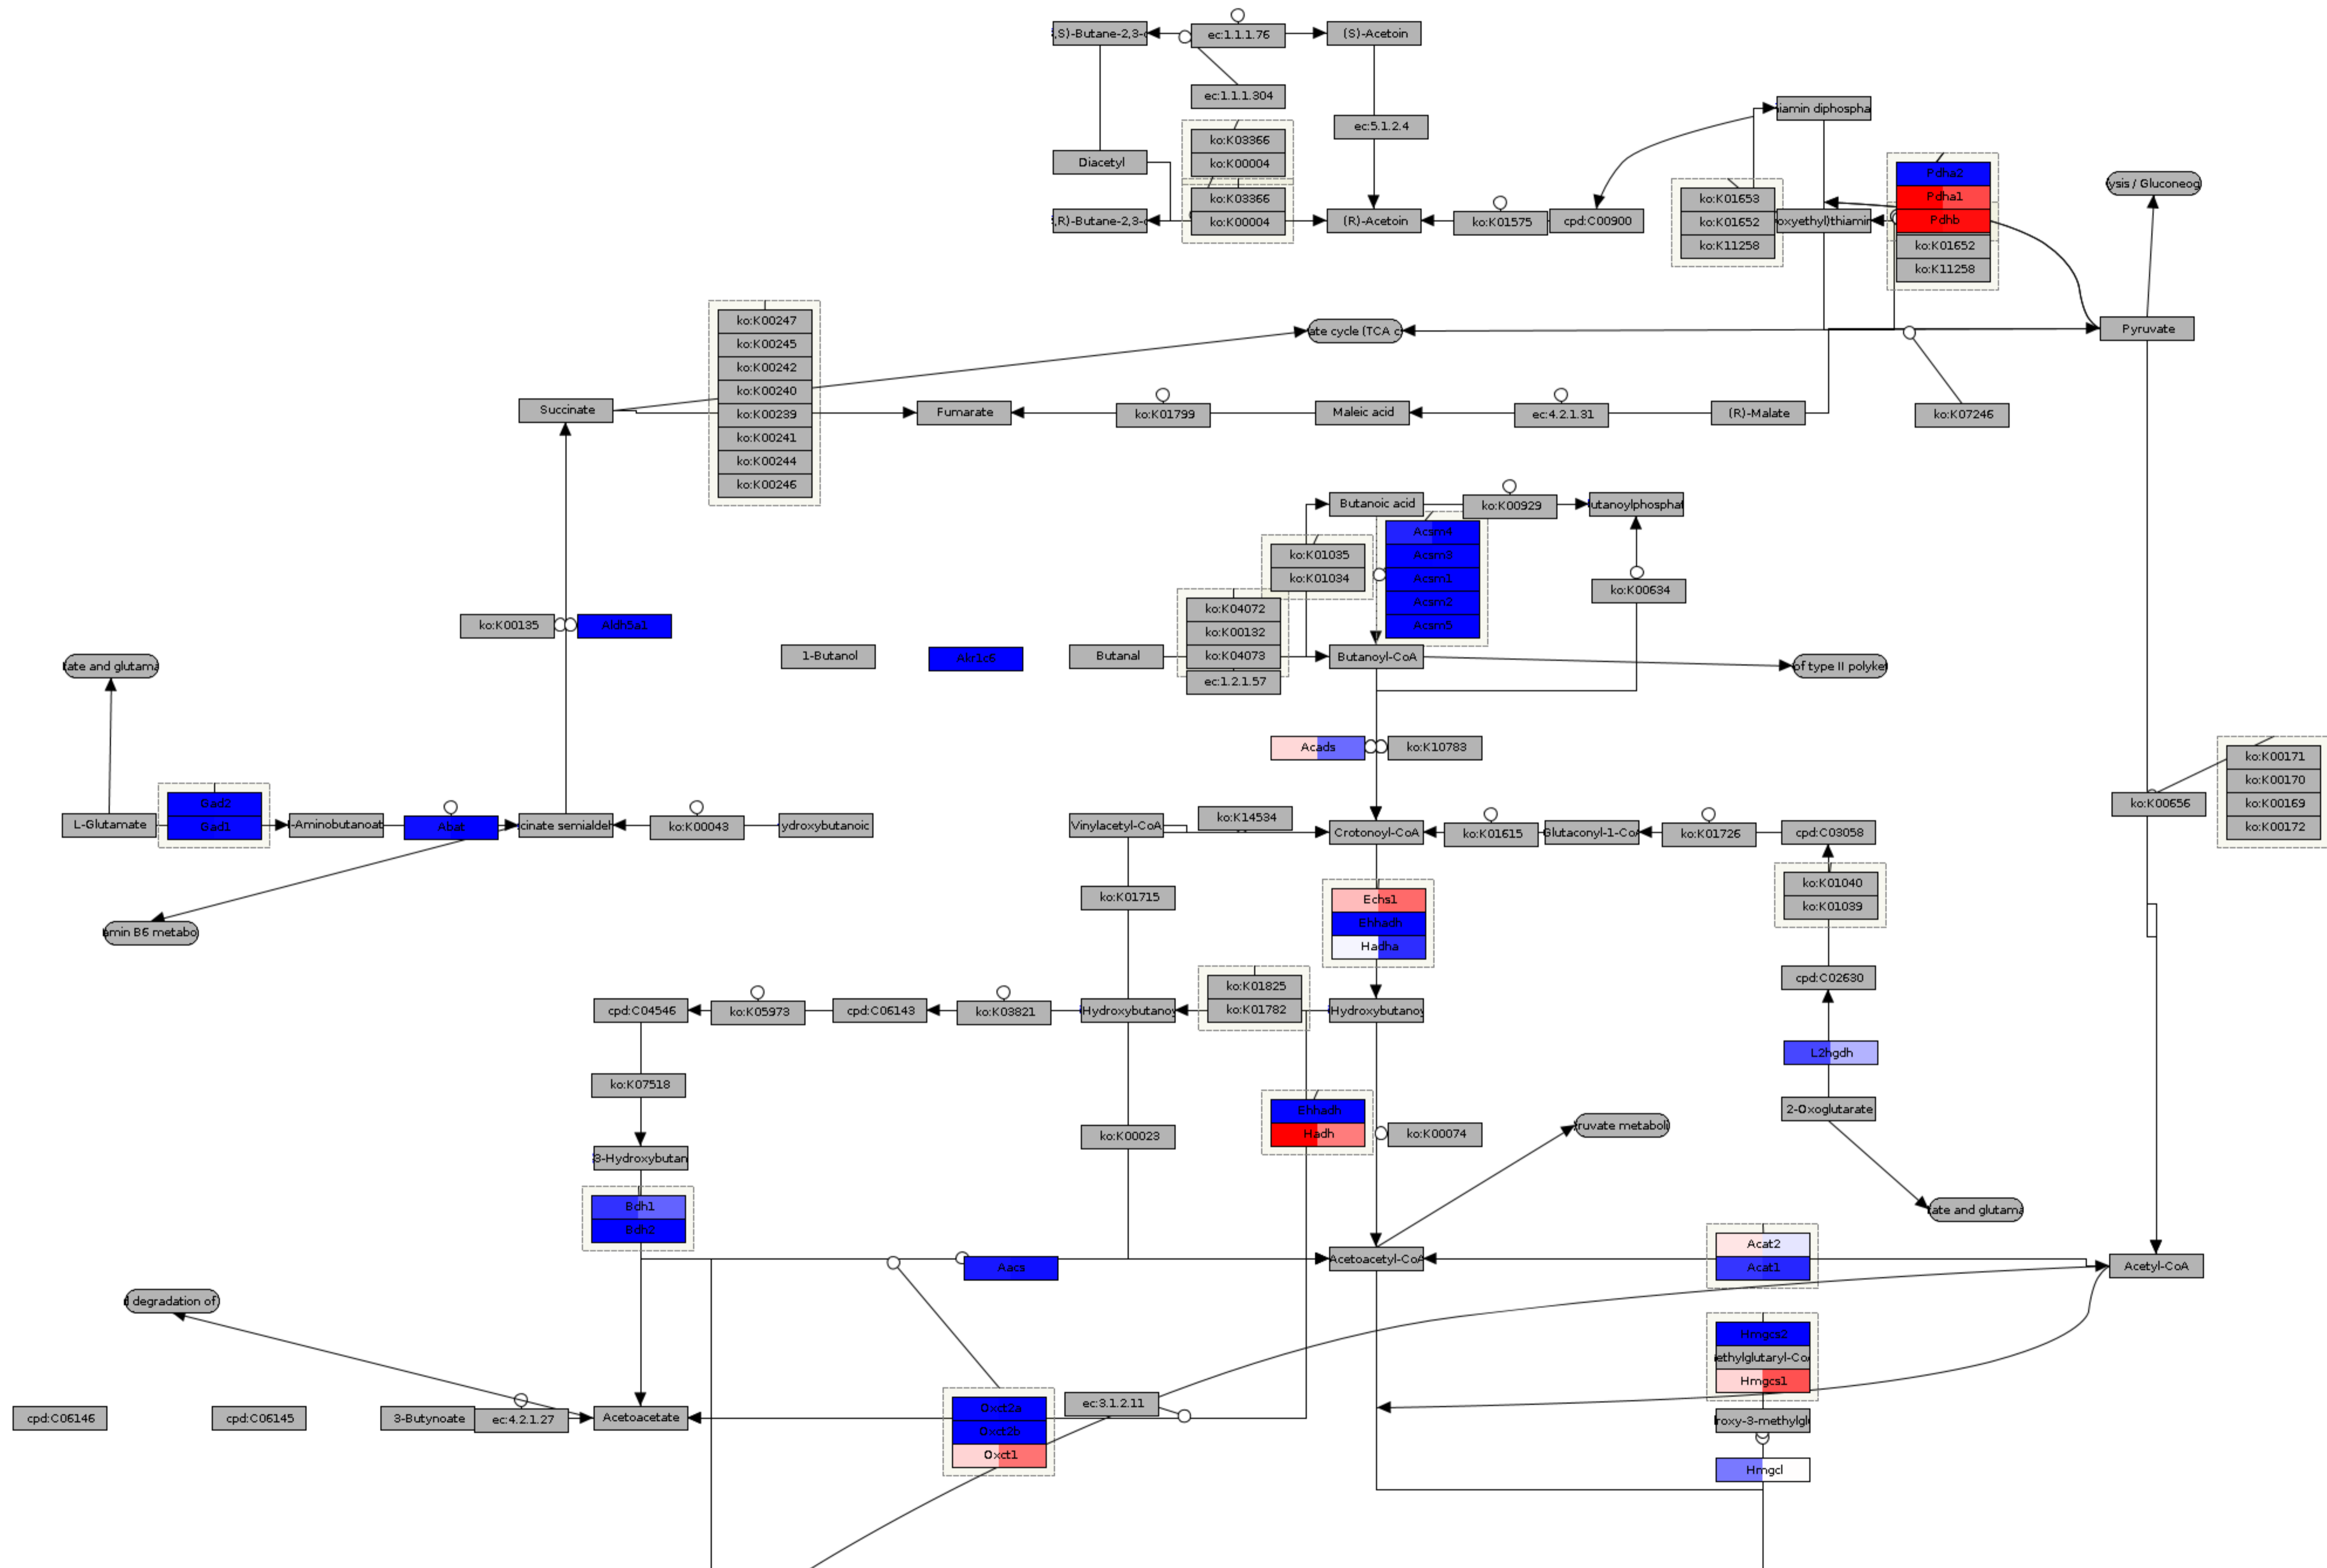 ,S)-Butane-2,3-
ec:1.1.1.76
(S)-Acetoin
ec:1.1.1.304
iamin diphospha
ec:5.1.2.4
ko:K03366
ko:K00004
Diacetyl
Pdha2
Pdha1
Pdhb
ko:K01652
ko:K11258
ysis / Gluconeog
ko:K03366
ko:K00004
,R)-Butane-2,3-
(R)-Acetoin
ko:K01575
cpd:C00900
ko:K01653
ko:K01652
ko:K11258
oxyethyl)thiamin
ko:K00247
ko:K00245
ko:K00242
ko:K00240
ko:K00239
ko:K00241
ko:K00244
ko:K00246
ate cycle (TCA c
Pyruvate
Succinate
Fumarate
ko:K01799
Maleic acid
ec:4.2.1.31
(R)-Malate
ko:K07246
Butanoic acid
ko:K00929
utanoylphosphat
Acsm4
Acsm3
Acsm1
Acsm2
Acsm5
ko:K01035
ko:K01034
ko:K00634
ko:K04072
ko:K00132
ko:K04073
ec:1.2.1.57
ko:K00135
Aldh5a1
tate and glutama
1-Butanol
Akr1c6
Butanal
Butanoyl-CoA
of type II polyket
Acads
ko:K10783
ko:K00171
ko:K00170
ko:K00169
ko:K00172
ko:K00656
L-Glutamate
Gad2
Gad1
-Aminobutanoat
Abat
cinate semialdel
ko:K00043
ydroxybutanoic
Vinylacetyl-CoA
ko:K14534
Crotonoyl-CoA
ko:K01615
Glutaconyl-1-CoA
ko:K01726
cpd:C03058
ko:K01715
Echs1
Ehhadh
Hadha
ko:K01040
ko:K01039
amin B6 metabo
cpd:C02630
cpd:C04546
ko:K05973
cpd:C06143
ko:K03821
Hydroxybutanoy
ko:K01825
ko:K01782
Hydroxybutanoy
L2hgdh
ko:K07518
2-Oxoglutarate
Ehhadh
Hadh
ko:K00023
ko:K00074
ruvate metaboli
3-Hydroxybutan
Bdh1
Bdh2
tate and glutama
Aacs
Acetoacetyl-CoA
Acat2
Acat1
Acetyl-CoA
d degradation of
Hmgcs2
ethylglutaryl-CoA
Hmgcs1
cpd:C06146
cpd:C06145
3-Butynoate
ec:4.2.1.27
Acetoacetate
Oxct2a
Oxct2b
Oxct1
ec:3.1.2.11
roxy-3-methylgl
Hmgcl